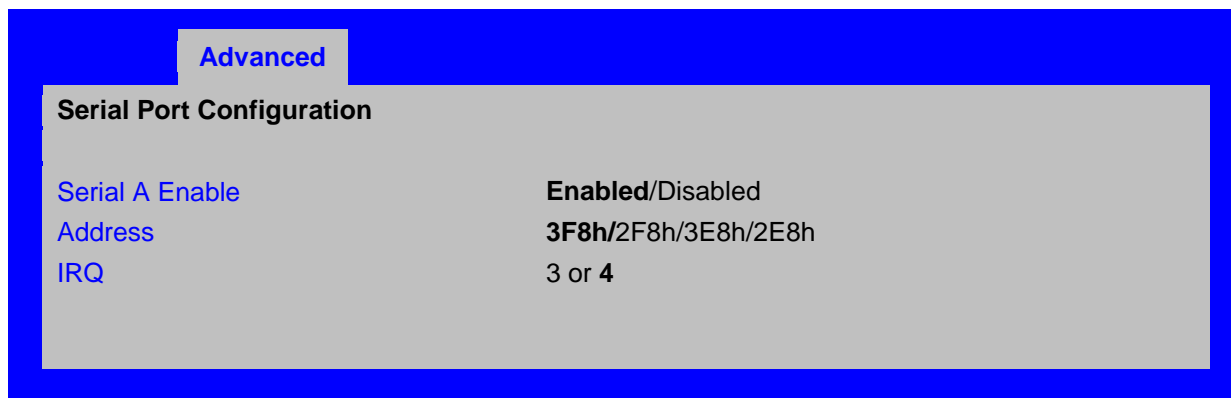 Advanced
Serial Port Configuration
Serial A Enable Enabled/Disabled
Address 3F8h/2F8h/3E8h/2E8h
IRQ 3 or 4